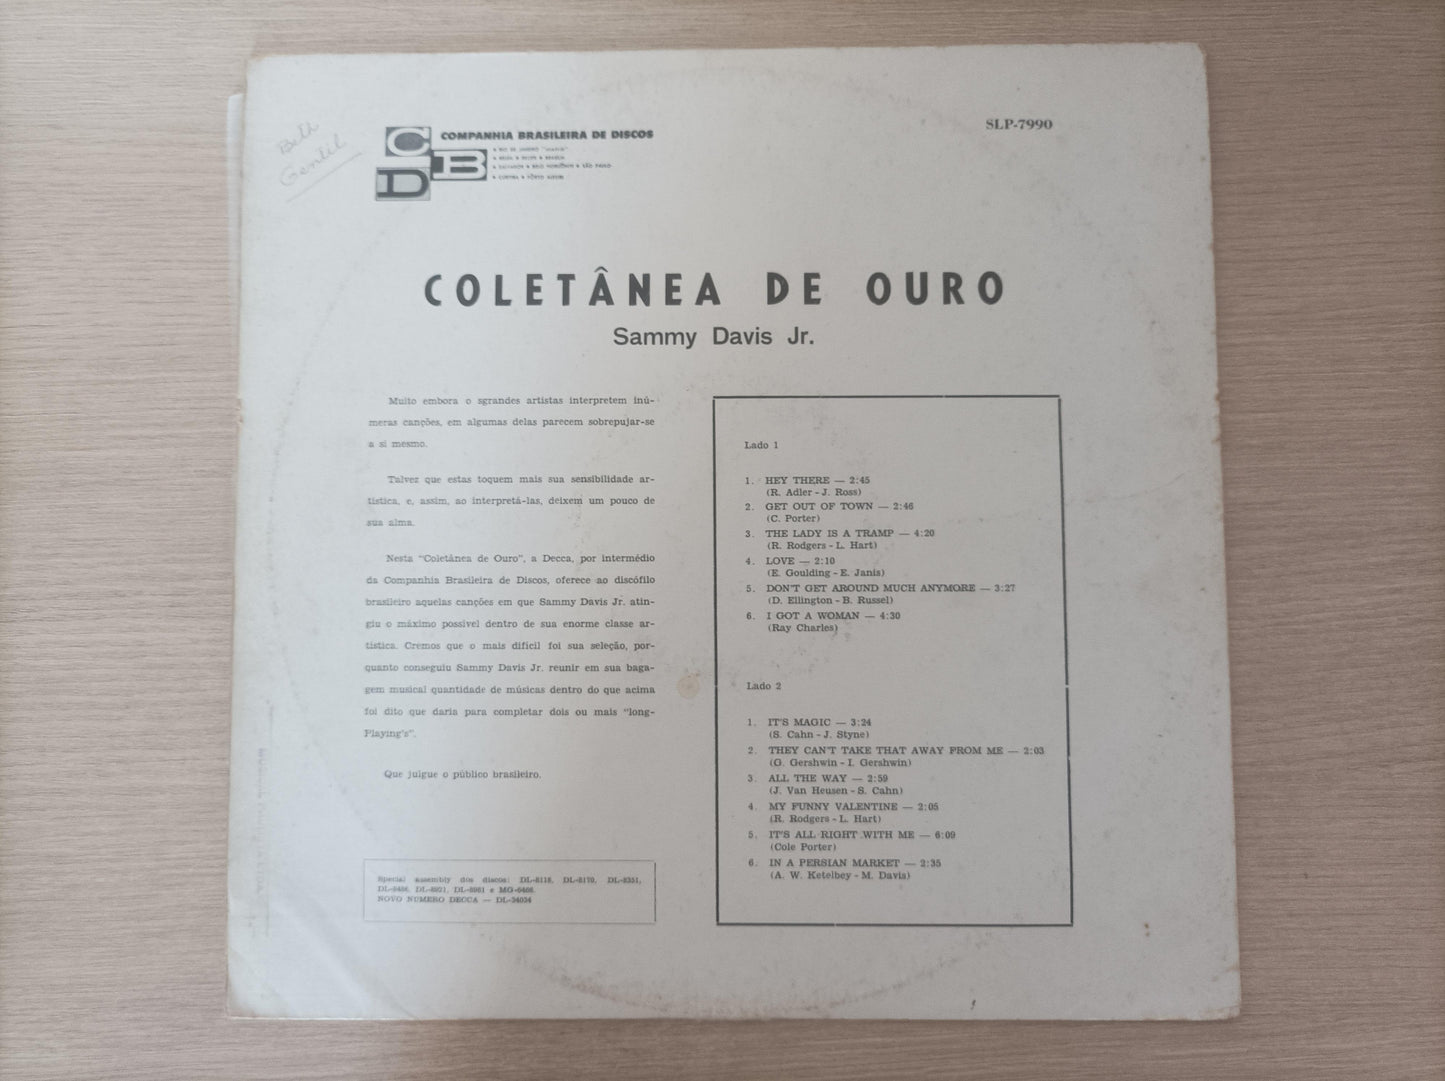 Beth
Gentil
C
B
D
COMPANHIA BRASILEIRA DE DISCOS
SLP-7990
COLETÂNEA DE OURO
Sammy Davis Jr.
Muito embora o sgrandes artistas interpretem inú-
meras canções, em algumas delas parecem sobrepujar-se
a si mesmo.
Talvez que estas toquem mais sua sensibilidade ar-
tística, e, assim, ao interpretá-las, deixem um pouco de
sua alma.
Nesta "Coletânea de Ouro", a Decca, por intermédio
da Companhia Brasileira de Discos, oferece ao discófilo
brasileiro aquelas canções em que Sammy Davis Jr. atin-
giu o máximo possível dentro de sua enorme classe ar-
tística. Cremos que o mais difícil foi sua seleção, por-
quanto conseguiu Sammy Davis Jr. reunir em sua baga-
gem musical quantidade de músicas dentro do que acima
foi dito que daria para completar dois ou mais "long-
Playing's".
Que julgue o público brasileiro.
Special assembly dos discos: DL-8118, DL-8170, DL-8351,
DL-8486, DL-8921, DL-8981 e
NOVO NUMERO DECCA — DL-34034
Lado 1
1. HEY THERE — 2:45
(R. Adler - J. Ross)
2. GET OUT OF TOWN — 2:46
(C. Porter)
3. THE LADY IS A TRAMP — 4:20
(R. Rodgers - L. Hart)
4. LOVE — 2:10
(E. Goulding - E. Janis)
5. DON'T GET AROUND MUCH ANYMORE — 3:27
(D. Ellington - B. Russel)
6. I GOT A WOMAN — 4:30
(Ray Charles)
Lado 2
1. IT'S MAGIC — 3:24
(S. Cahn - J. Styne)
2. THEY CAN'T TAKE THAT AWAY FROM ME — 2:03
(G. Gershwin - I. Gershwin)
3. ALL THE WAY — 2:59
(J. Van Heusen - S. Cahn)
4. MY FUNNY VALENTINE — 2:05
(R. Rodgers - L. Hart)
5. IT'S ALL RIGHT WITH ME — 6:09
(Cole Porter)
6. IN A PERSIAN MARKET — 2:35
(A. W. Ketelbey - M. Davis)